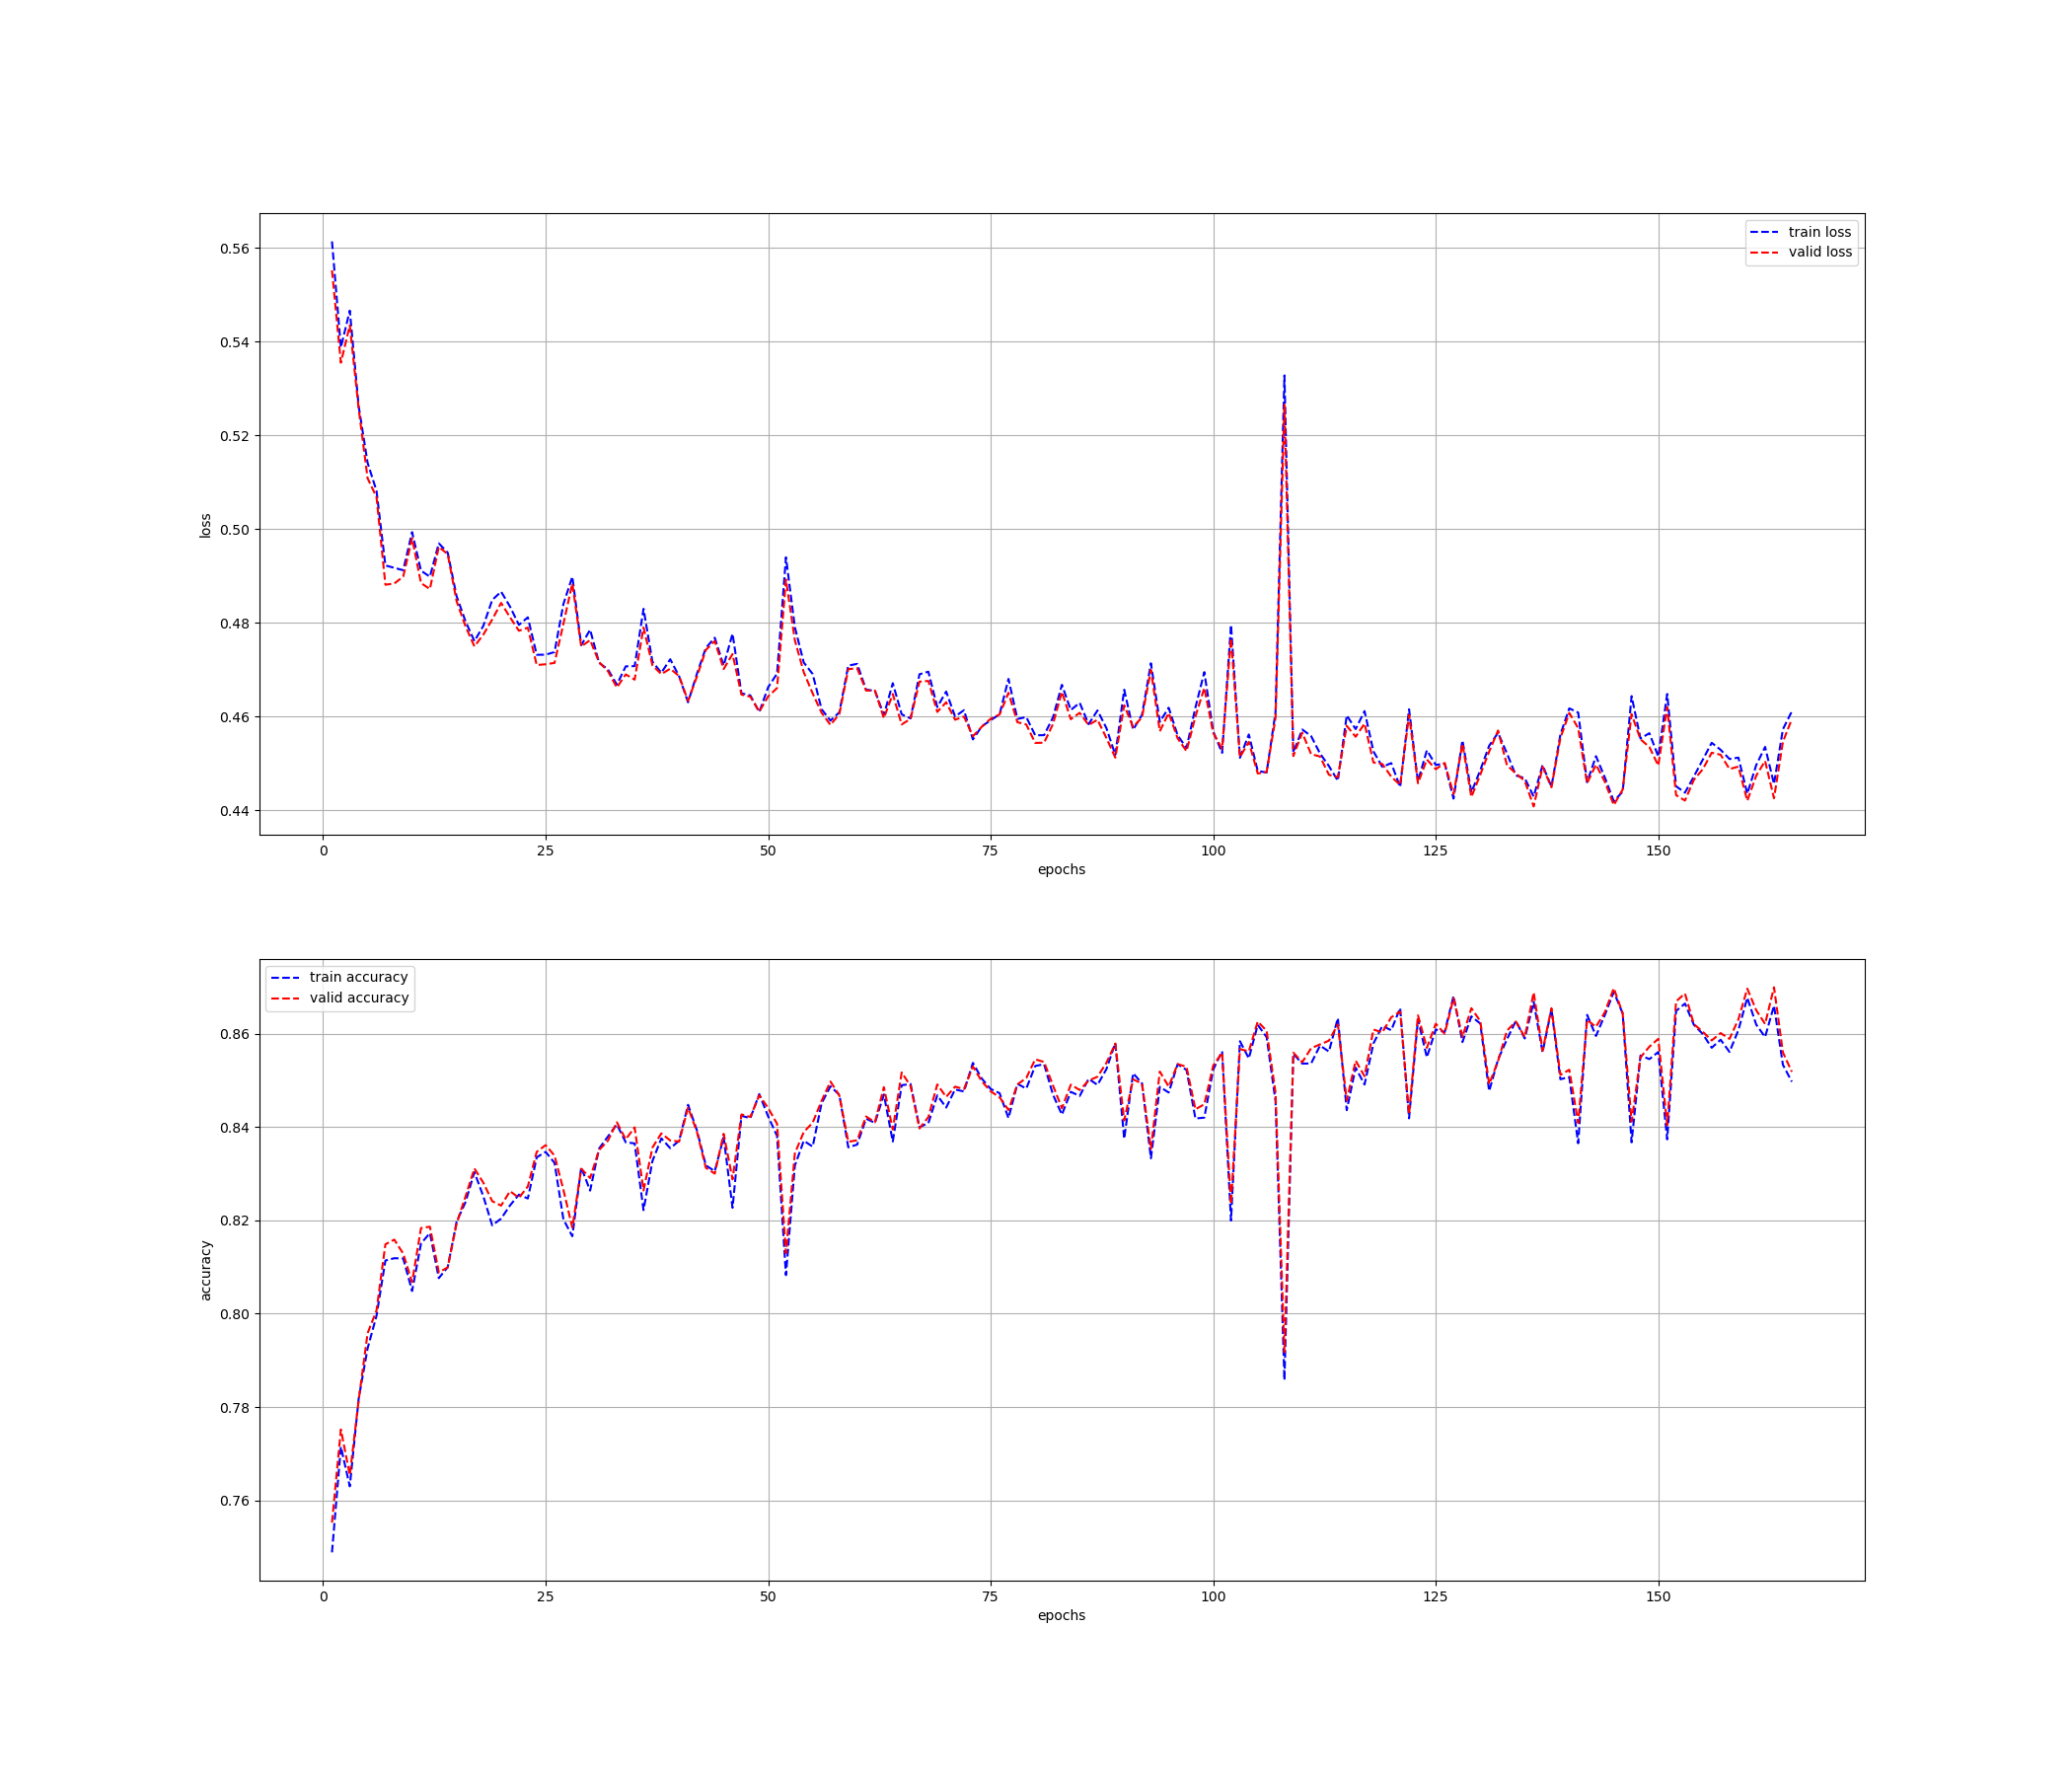 0.56
train loss
valid loss
0.54
0.52
loss
0.50
0.48
0.46
0.44
0 25 50 75 100 125 150
epochs
train accuracy
valid accuracy
0.86
0.84
0.82
accuracy
0.80
0.78
0.76
0 25 50 75 100 125 150
epochs